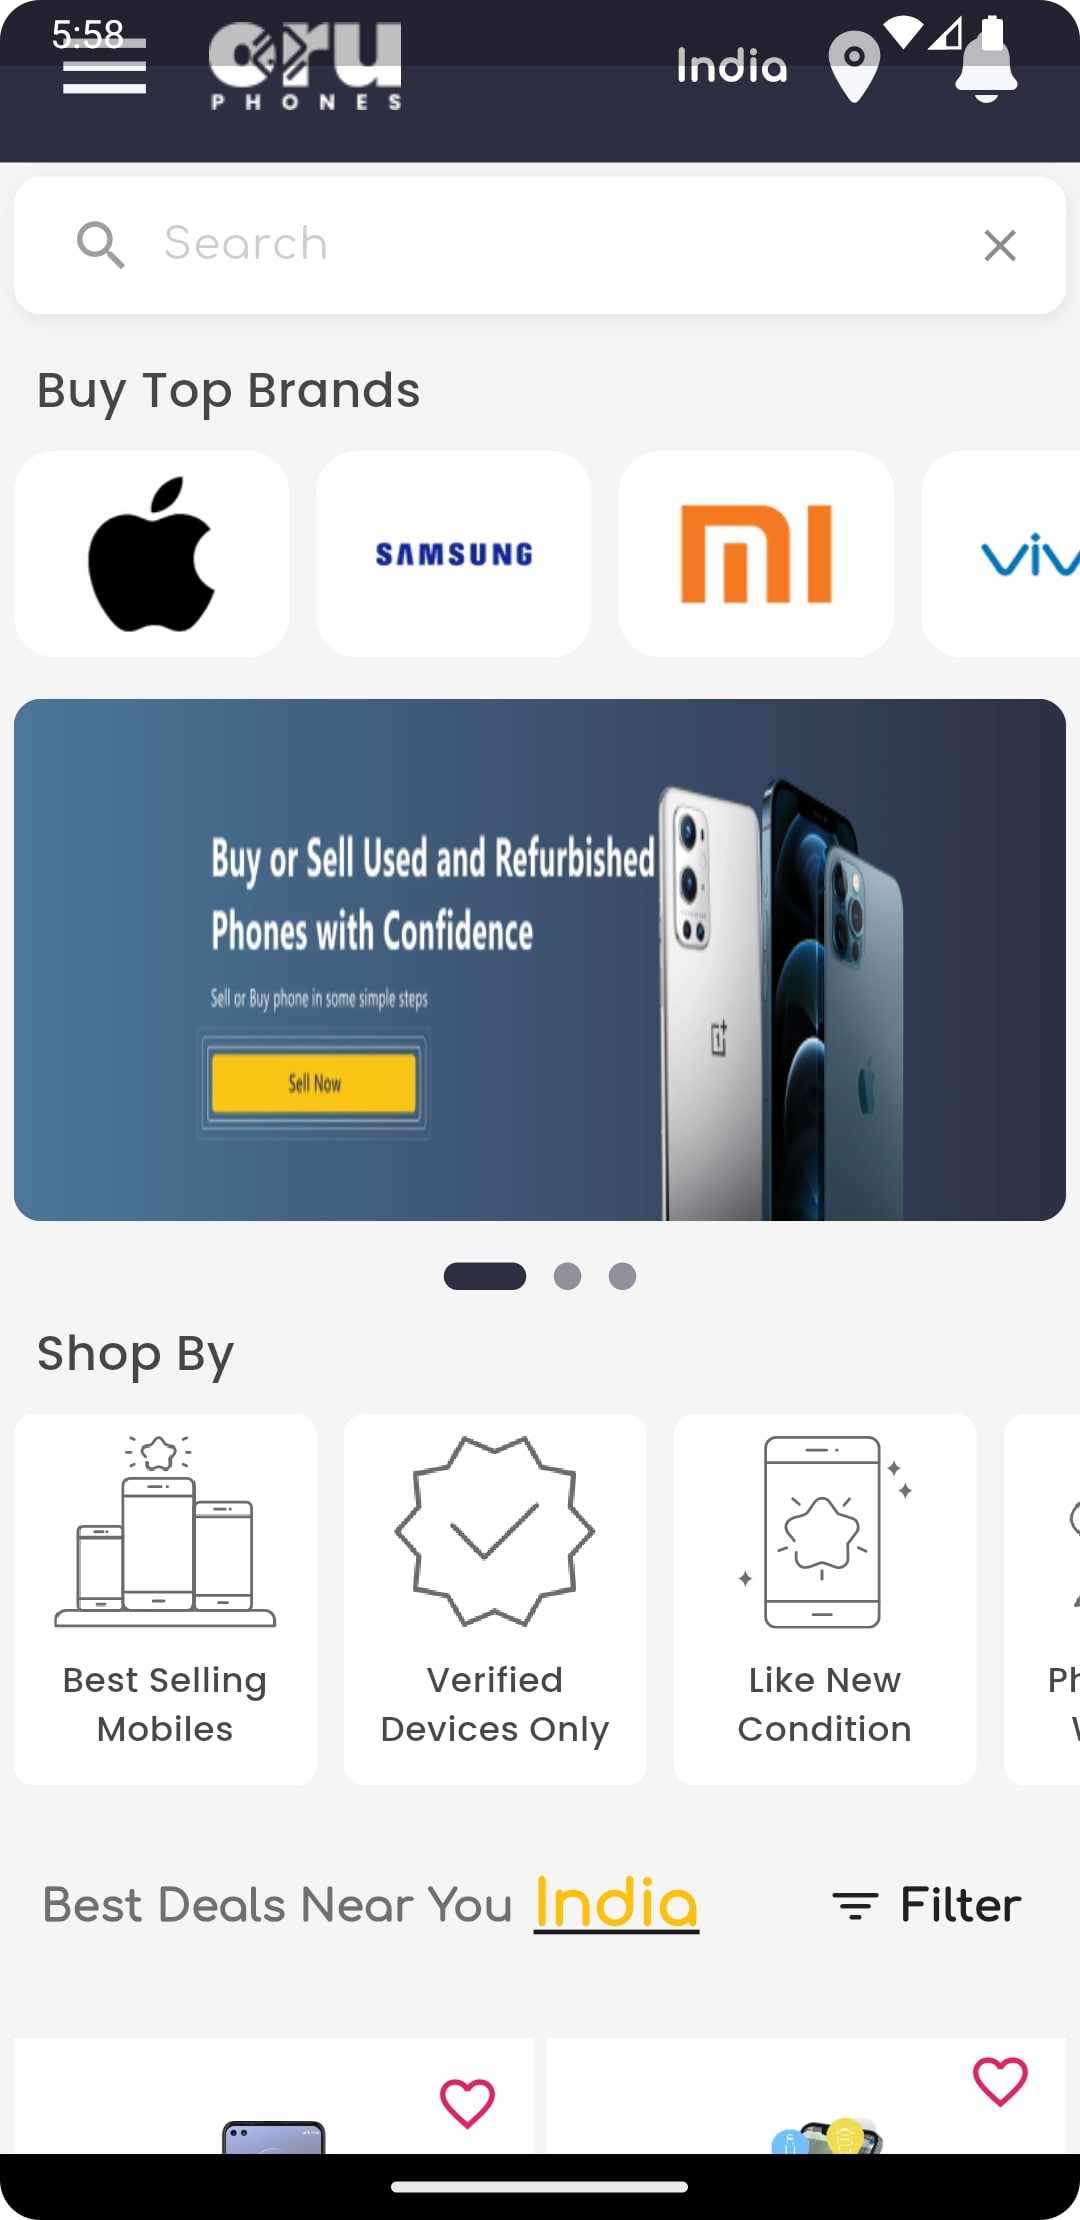 5:58
oru
PHONES
India
Search
Buy Top Brands
SAMSUNG
mi
Buy or Sell Used and Refurbished
Phones with Confidence
Sell or Buy phone in some simple steps
Sell Now
Shop By
Best Selling
Mobiles
Verified
Devices Only
Like New
Condition
Best Deals Near You India
Filter